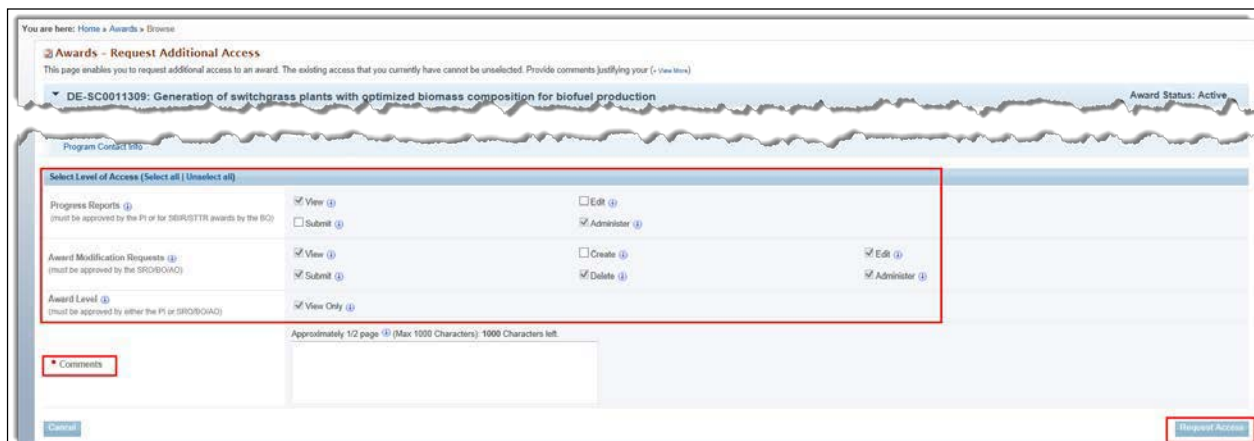 You are here: Home » Awards » Browse
Awards - Request Additional Access
This page enables you to request additional access to an award. The existing access that you currently have cannot be unselected. Provide comments justifying your (+ View More)
DE-SC0011309: Generation of switchgrass plants with optimized biomass composition for biofuel production Award Status: Active
Program Contact Info
Select Level of Access (Select all | Unselect all)
Progress Reports
(must be approved by the PI or for SBIR/STTR awards by the BO)
View Edit
Submit Administer
Award Modification Requests
(must be approved by the SRO/BO/AO)
View Create Edit
Submit Delete Administer
Award Level
(must be approved by either the PI or SRO/BO/AO)
View Only
Approximately 1/2 page (Max 1000 Characters): 1000 Characters left.
* Comments
Cancel Request Access